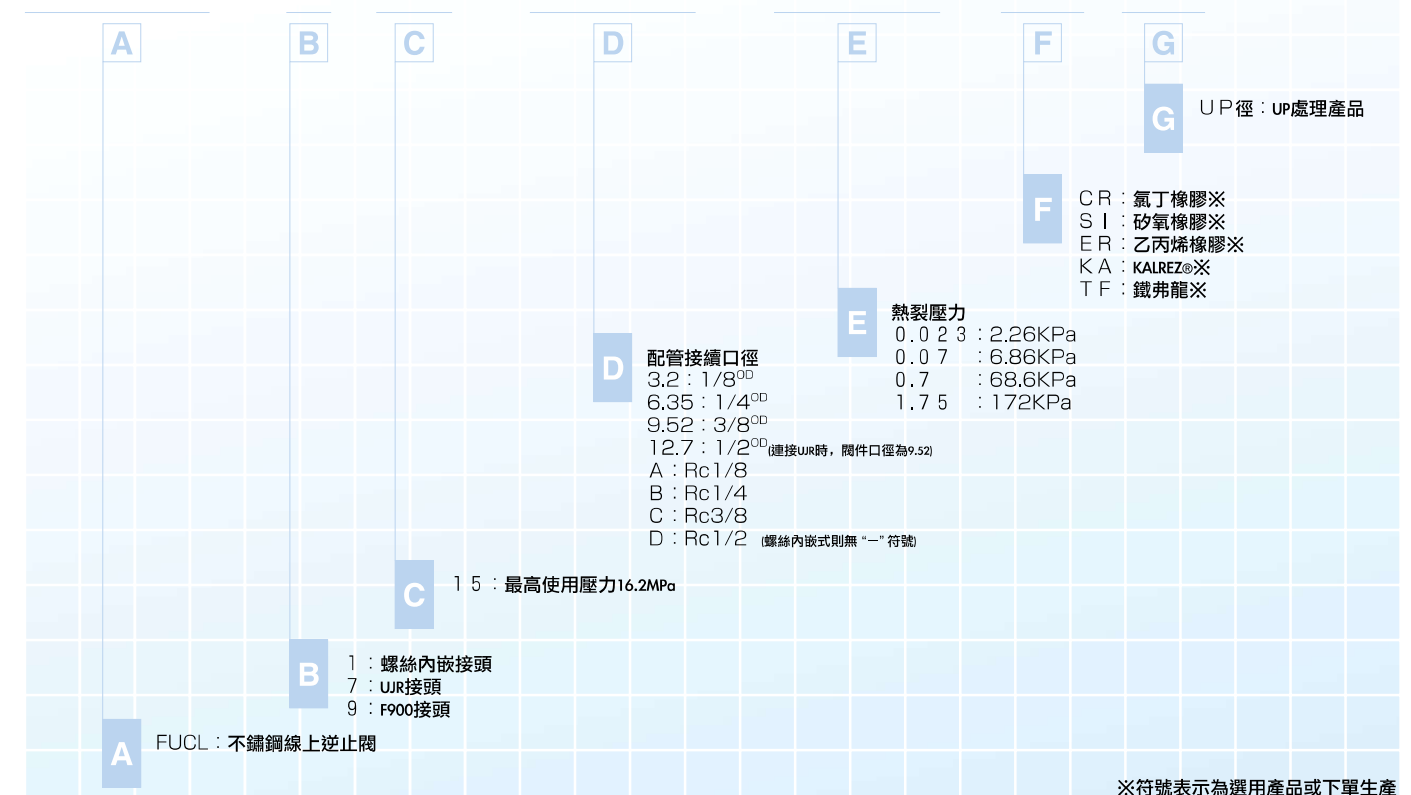 A B C D E F G
G UP徑：UP處理產品
F
CR：氯丁橡膠※
SI：矽氧橡膠※
ER：乙丙烯橡膠※
KA：KALREZ®※
TF：鐵弗龍※
E 熱裂壓力
0.023：2.26KPa
0.07：6.86KPa
0.7：68.6KPa
1.75：172KPa
D 配管接續口徑
3.2：1/8OD
6.35：1/4OD
9.52：3/8OD
12.7：1/2OD(連接UJR時，閥件口徑為9.52)
A：Rc1/8
B：Rc1/4
C：Rc3/8
D：Rc1/2 (螺絲內嵌式則無“—”符號)
C 15：最高使用壓力16.2MPa
B
1：螺絲內嵌接頭
7：UJR接頭
9：F900接頭
A FUCL：不鏽鋼線上逆止閥
※符號表示為選用產品或下單生產